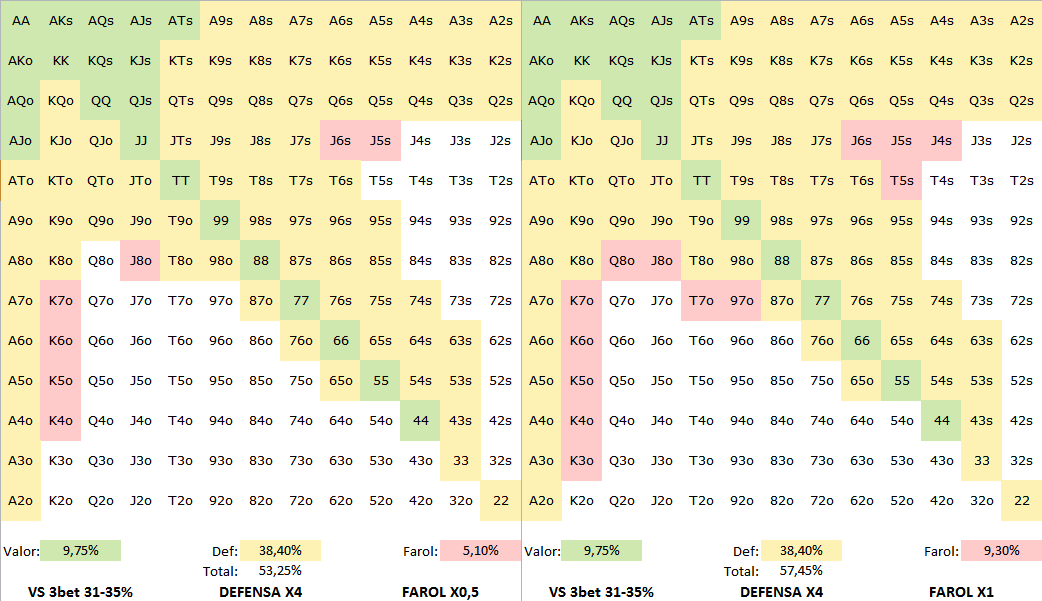 AA AKs AQs AJs ATs A9s A8s A7s A6s A5s A4s A3s A2s AA AKs AQs AJs ATs A9s A8s A7s A6s A5s A4s A3s A2s
AKo KK KQs KJs KTs K9s K8s K7s K6s K5s K4s K3s K2s AKo KK KQs KJs KTs K9s K8s K7s K6s K5s K4s K3s K2s
AQo KQo QQ QJs QTs Q9s Q8s Q7s Q6s Q5s Q4s Q3s Q2s AQo KQo QQ QJs QTs Q9s Q8s Q7s Q6s Q5s Q4s Q3s Q2s
AJo KJo QJo JJ JTs J9s J8s J7s J6s J5s J4s J3s J2s AJo KJo QJo JJ JTs J9s J8s J7s J6s J5s J4s J3s J2s
ATo KTo QTo JTo TT T9s T8s T7s T6s T5s T4s T3s T2s ATo KTo QTo JTo TT T9s T8s T7s T6s T5s T4s T3s T2s
A9o K9o Q9o J9o T9o 99 98s 97s 96s 95s 94s 93s 92s A9o K9o Q9o J9o T9o 99 98s 97s 96s 95s 94s 93s 92s
A8o K8o Q8o J8o T8o 98o 88 87s 86s 85s 84s 83s 82s A8o K8o Q8o J8o T8o 98o 88 87s 86s 85s 84s 83s 82s
A7o K7o Q7o J7o T7o 97o 87o 77 76s 75s 74s 73s 72s A7o K7o Q7o J7o T7o 97o 87o 77 76s 75s 74s 73s 72s
A6o K6o Q6o J6o T6o 96o 86o 76o 66 65s 64s 63s 62s A6o K6o Q6o J6o T6o 96o 86o 76o 66 65s 64s 63s 62s
A5o K5o Q5o J5o T5o 95o 85o 75o 65o 55 54s 53s 52s A5o K5o Q5o J5o T5o 95o 85o 75o 65o 55 54s 53s 52s
A4o K4o Q4o J4o T4o 94o 84o 74o 64o 54o 44 43s 42s A4o K4o Q4o J4o T4o 94o 84o 74o 64o 54o 44 43s 42s
A3o K3o Q3o J3o T3o 93o 83o 73o 63o 53o 43o 33 32s A3o K3o Q3o J3o T3o 93o 83o 73o 63o 53o 43o 33 32s
A2o K2o Q2o J2o T2o 92o 82o 72o 62o 52o 42o 32o 22 A2o K2o Q2o J2o T2o 92o 82o 72o 62o 52o 42o 32o 22
Valor: 9,75% Def: 38,40% Farol: 5,10% Valor: 9,75% Def: 38,40% Farol: 9,30%
Total: 53,25% Total: 57,45%
VS 3bet 31-35% DEFENSA X4 FAROL X0,5 VS 3bet 31-35% DEFENSA X4 FAROL X1